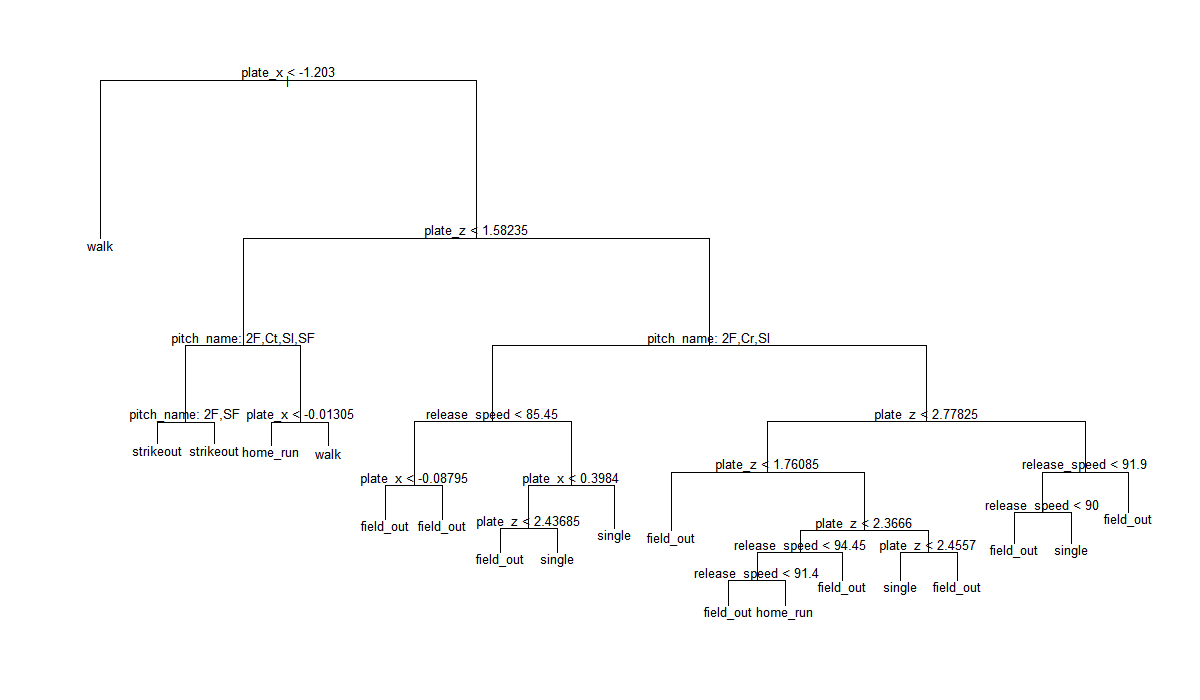 plate_x < -1.203
plate_z < 1.58235
walk
pitch_name: 2F,Ct,Sl,SF
pitch_name: 2F,Cr,Sl
pitch_name: 2F,SF
plate_x < -0.01305
release_speed < 85.45
plate_z < 2.77825
strikeout
strikeout
home_run
walk
plate_x < -0.08795
plate_x < 0.3984
plate_z < 1.76085
release_speed < 91.9
field_out
field_out
plate_z < 2.43685
single
field_out
plate_z < 2.3666
release_speed < 90
field_out
field_out
single
release_speed < 94.45
plate_z < 2.4557
field_out
single
release_speed < 91.4
field_out
single
field_out
field_out
home_run